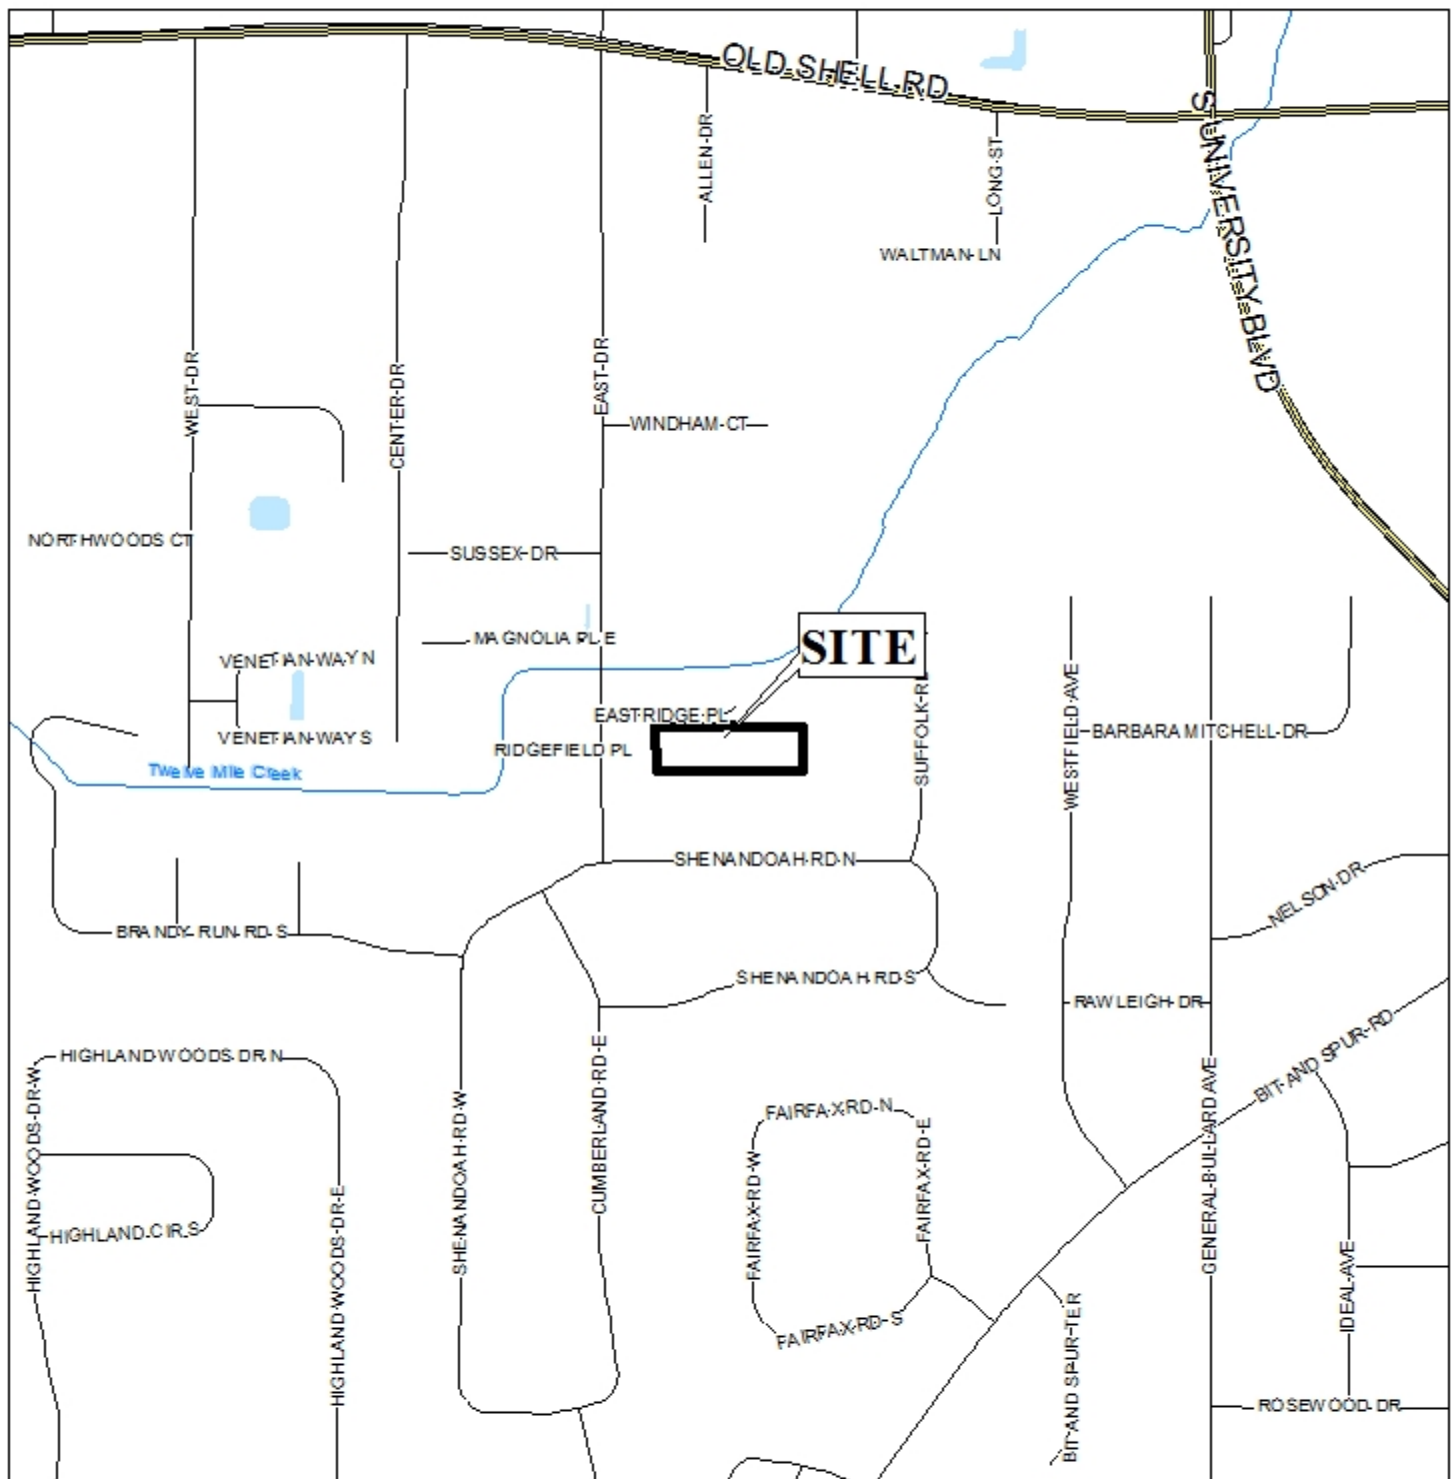 OLD SHELL RD
S UNIVERSITY BLVD
ALLEN DR
LONG ST
WALTMAN LN
WEST DR
CENTER DR
EAST DR
WINDHAM CT
NORTHWOODS CT
SUSSEX DR
MAGNOLIA PL E
SITE
VENETIAN WAY N
VENETIAN WAY S
EASTRIDGE PL
RIDGEFIELD PL
SUFFOLK RD
WESTFIELD AVE
BARBARA MITCHELL DR
Twelve Mile Creek
SHENANDOAH RD N
NELSON DR
BRANDY RUN RD S
SHENANDOAH RD S
RAWLEIGH DR
BIT AND SPUR RD
HIGHLAND WOODS DR N
HIGHLAND WOODS DR W
HIGHLAND CIR S
HIGHLAND WOODS DR E
SHENANDOAH RD W
CUMBERLAND RD E
FAIRFAX RD N
FAIRFAX RD W
FAIRFAX RD E
FAIRFAX RD S
GENERAL BULLARD AVE
IDEAL AVE
BIT AND SPUR TER
ROSEWOOD DR